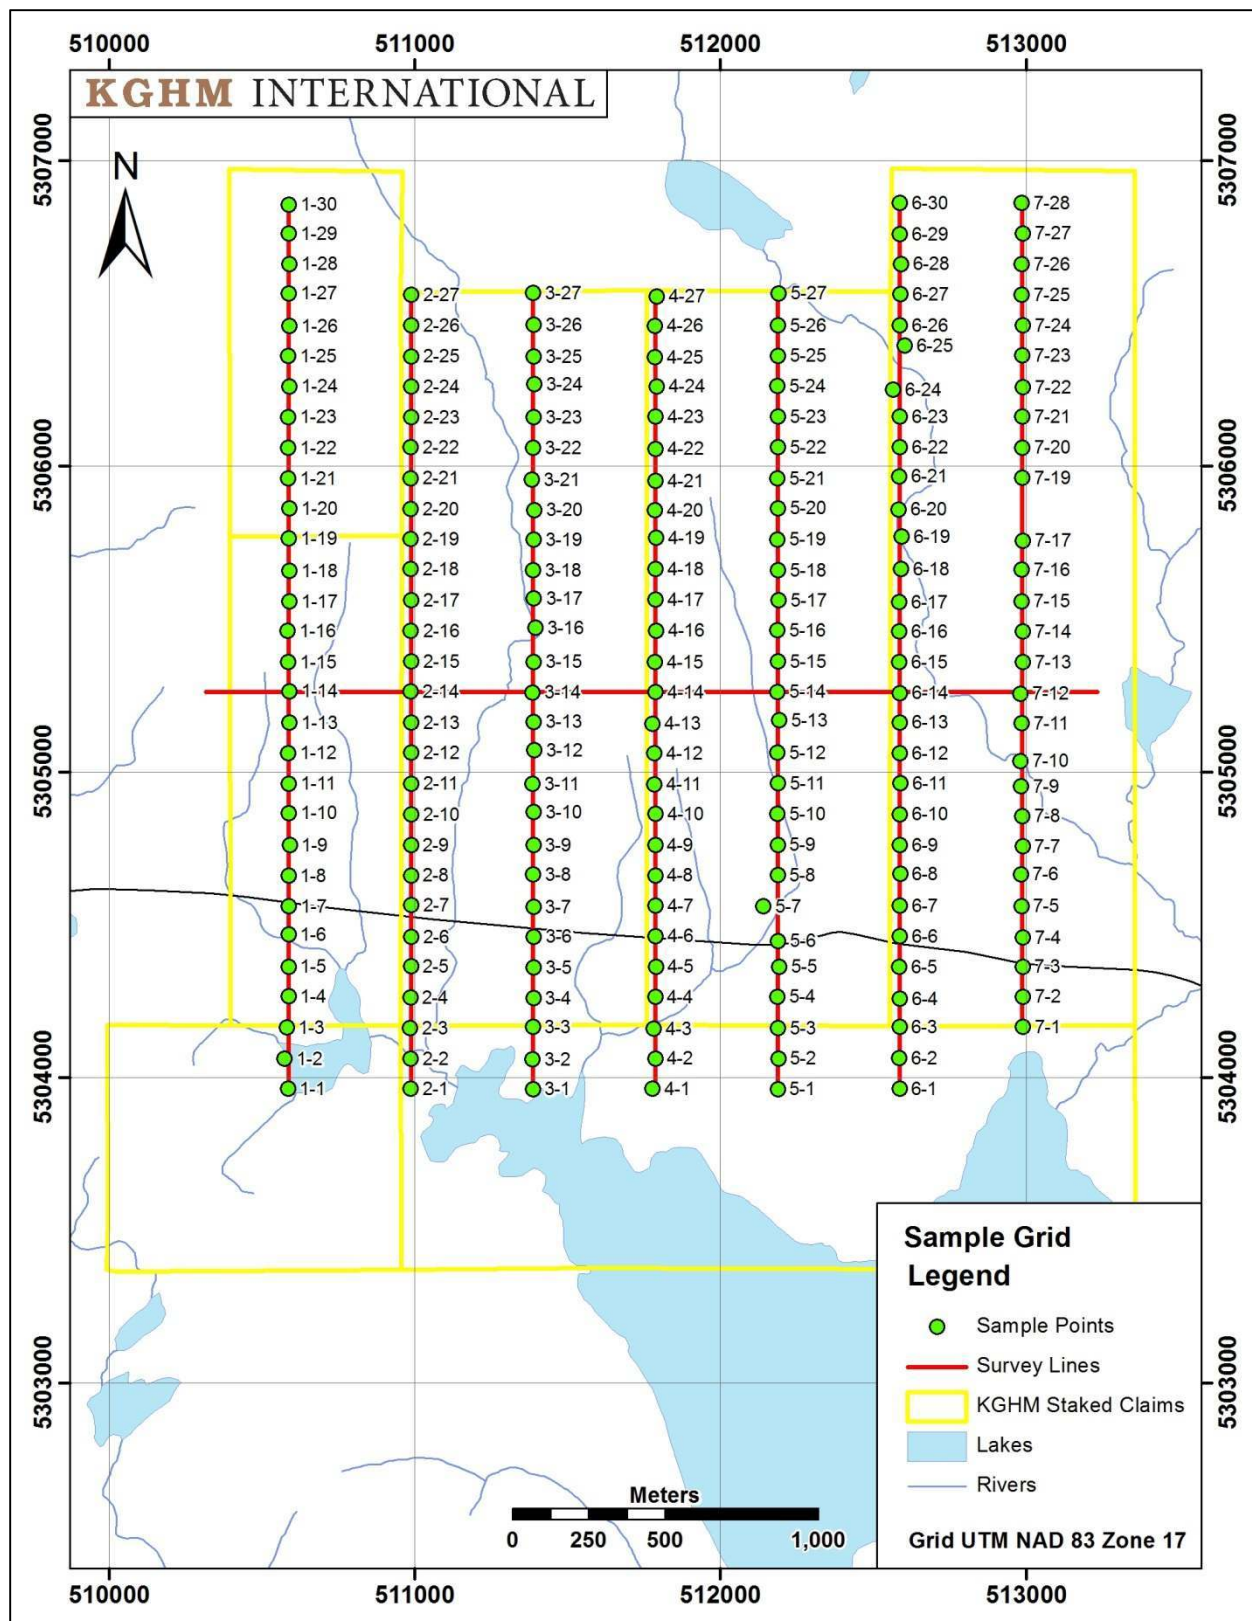 510000 511000 512000 513000
KGHM INTERNATIONAL
5307000 5307000
N
1-30 6-30 7-28
1-29 6-29 7-27
1-28 6-28 7-26
1-27 2-27 3-27 4-27 5-27 6-27 7-25
1-26 2-26 3-26 4-26 5-26 6-26 7-24
6-25
1-25 2-25 3-25 4-25 5-25 7-23
1-24 2-24 3-24 4-24 5-24 6-24 7-22
1-23 2-23 3-23 4-23 5-23 6-23 7-21
1-22 2-22 3-22 4-22 5-22 6-22 7-20
5306000 5306000
1-21 2-21 3-21 4-21 5-21 6-21 7-19
1-20 2-20 3-20 4-20 5-20 6-20
1-19 2-19 3-19 4-19 5-19 6-19 7-17
1-18 2-18 3-18 4-18 5-18 6-18 7-16
1-17 2-17 3-17 4-17 5-17 6-17 7-15
1-16 2-16 3-16 4-16 5-16 6-16 7-14
1-15 2-15 3-15 4-15 5-15 6-15 7-13
1-14 2-14 3-14 4-14 5-14 6-14 7-12
1-13 2-13 3-13 4-13 5-13 6-13 7-11
1-12 2-12 3-12 4-12 5-12 6-12 7-10
5305000 5305000
1-11 2-11 3-11 4-11 5-11 6-11 7-9
1-10 2-10 3-10 4-10 5-10 6-10 7-8
1-9 2-9 3-9 4-9 5-9 6-9 7-7
1-8 2-8 3-8 4-8 5-8 6-8 7-6
1-7 2-7 3-7 4-7 5-7 6-7 7-5
1-6 2-6 3-6 4-6 5-6 6-6 7-4
1-5 2-5 3-5 4-5 5-5 6-5 7-3
1-4 2-4 3-4 4-4 5-4 6-4 7-2
1-3 2-3 3-3 4-3 5-3 6-3 7-1
1-2 2-2 3-2 4-2 5-2 6-2
5304000 5304000
1-1 2-1 3-1 4-1 5-1 6-1
Sample Grid
Legend
Sample Points
Survey Lines
KGHM Staked Claims
Lakes
Rivers
Grid UTM NAD 83 Zone 17
5303000 5303000
Meters
0 250 500 1,000
510000 511000 512000 513000